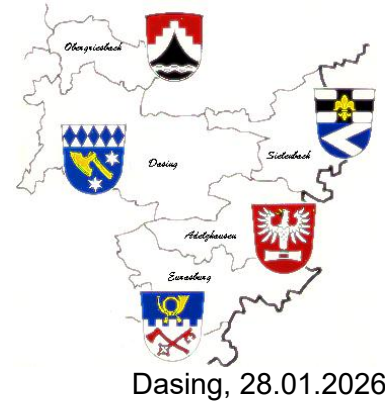 Obergriesbach
Dasing
Sielenbach
Adelzhausen
Eurasburg
Dasing, 28.01.2026